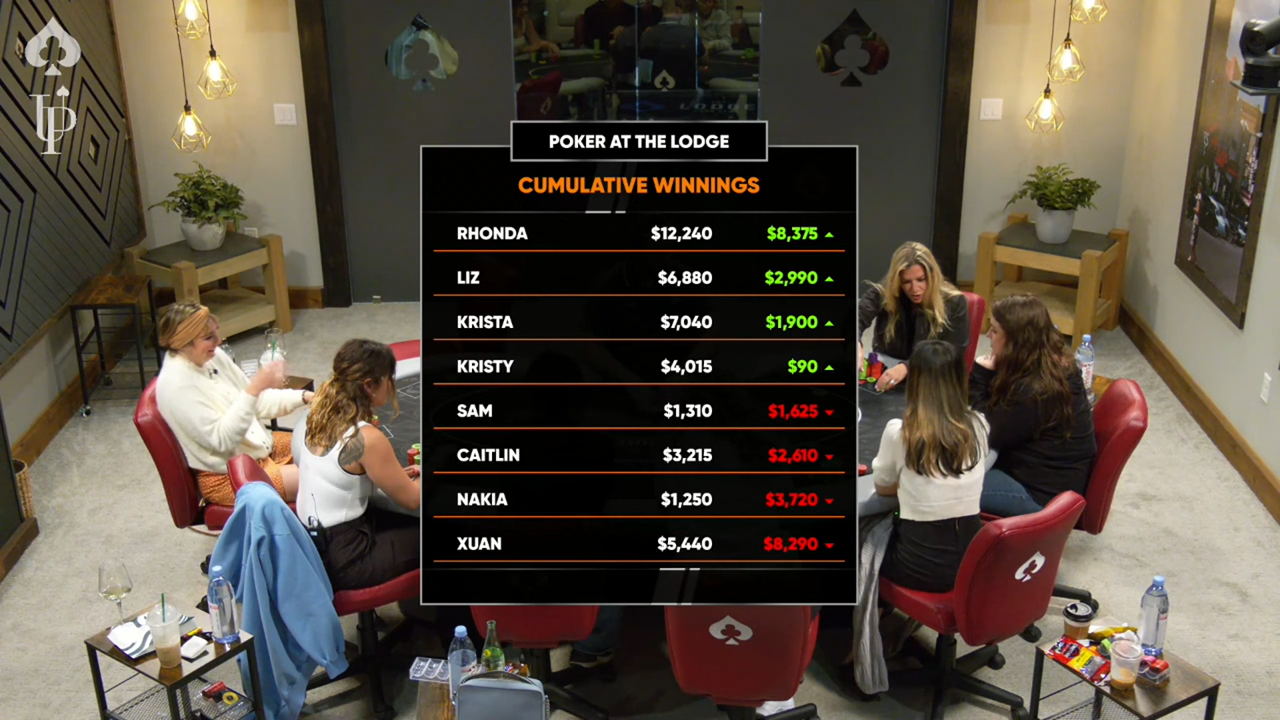 UP
LODGE
POKER AT THE LODGE
CUMULATIVE WINNINGS
RHONDA $12,240 $8,375
LIZ $6,880 $2,990
KRISTA $7,040 $1,900
KRISTY $4,015 $90
SAM $1,310 $1,625
CAITLIN $3,215 $2,610
NAKIA $1,250 $3,720
XUAN $5,440 $8,290